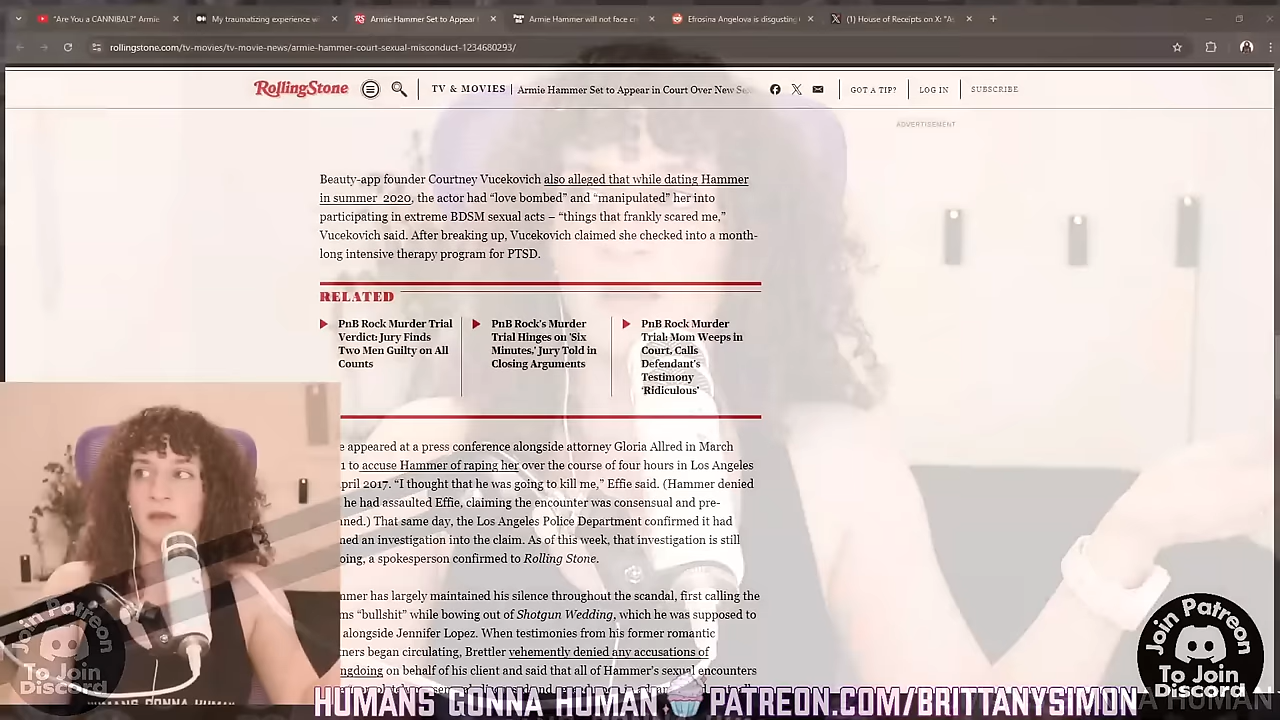 "Are You a CANNIBAL?" Armie
My traumatizing experience w
Armie Hammer Set to Appear
Armie Hammer will not face cr
Efrosina Angelova is disgusting
(1) House of Receipts on X: "As
rollingstone.com/tv-movies/tv-movie-news/armie-hammer-court-sexual-misconduct-1234680293/
RollingStone
TV & MOVIES
Armie Hammer Set to Appear in Court Over New Se
GOT A TIP?
LOG IN
SUBSCRIBE
ADVERTISEMENT
Beauty-app founder Courtney Vucekovich also alleged that while dating Hammer
in summer 2020, the actor had “love bombed” and “manipulated” her into
participating in extreme BDSM sexual acts – “things that frankly scared me,”
Vucekovich said. After breaking up, Vucekovich claimed she checked into a month-
long intensive therapy program for PTSD.
RELATED
PnB Rock Murder Trial
Verdict: Jury Finds
Two Men Guilty on All
Counts
PnB Rock's Murder
Trial Hinges on 'Six
Minutes,' Jury Told in
Closing Arguments
PnB Rock Murder
Trial: Mom Weeps in
Court, Calls
Defendant's
Testimony
'Ridiculous'
e appeared at a press conference alongside attorney Gloria Allred in March
1 to accuse Hammer of raping her over the course of four hours in Los Angeles
pril 2017. “I thought that he was going to kill me,” Effie said. (Hammer denied
he had assaulted Effie, claiming the encounter was consensual and pre-
nned.) That same day, the Los Angeles Police Department confirmed it had
ned an investigation into the claim. As of this week, that investigation is still
oing, a spokesperson confirmed to Rolling Stone.
mmer has largely maintained his silence throughout the scandal, first calling the
ms “bullshit” while bowing out of Shotgun Wedding, which he was supposed to
alongside Jennifer Lopez. When testimonies from his former romantic
tners began circulating, Brettler vehemently denied any accusations of
ngdoing on behalf of his client and said that all of Hammer's sexual encounters
Join Patreon
To Join
Discord
Join Patreon
To Join
Discord
HUMANS GONNA HUMAN
PATREON.COM/BRITTANYSIMON